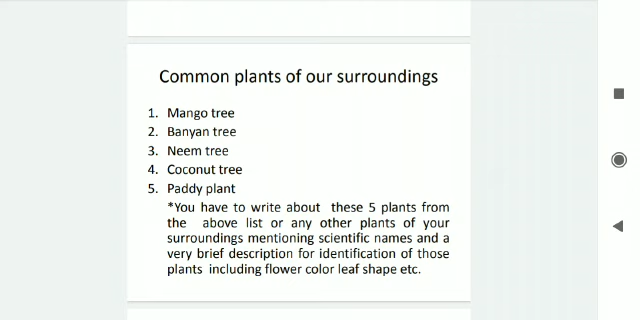 Common plants of our surroundings
1. Mango tree
2. Banyan tree
3. Neem tree
4. Coconut tree
5. Paddy plant
*You have to write about these 5 plants from
the above list or any other plants of your
surroundings mentioning scientific names and a
very brief description for identification of those
plants including flower color leaf shape etc.